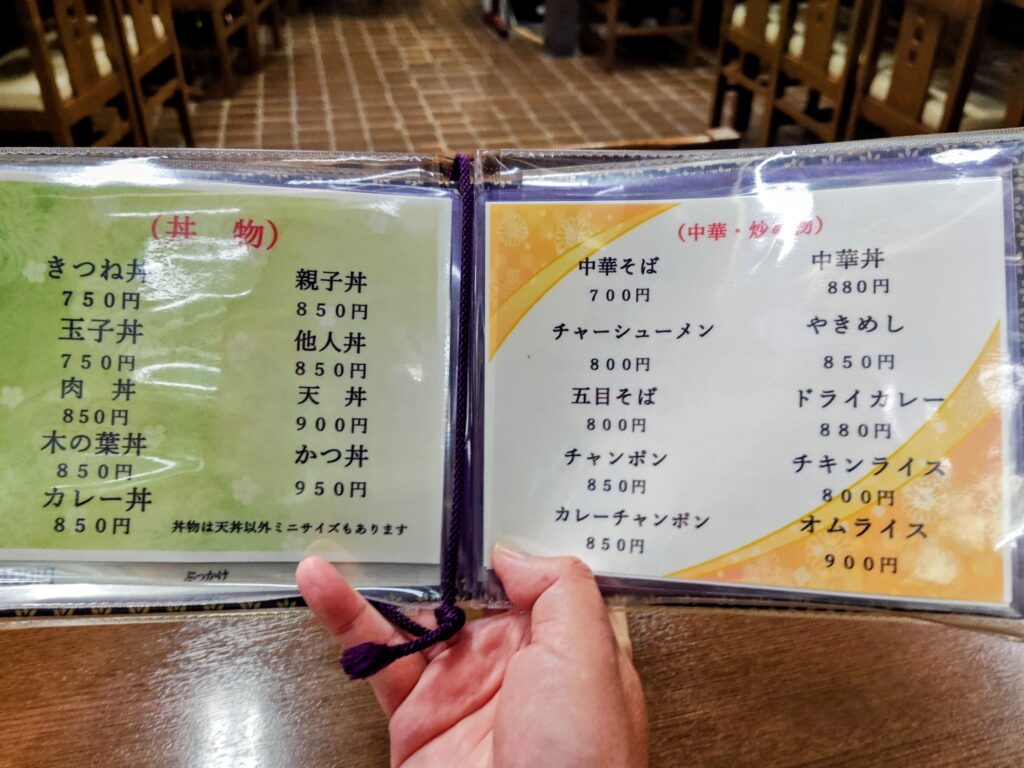 (丼　物)
きつね丼
７５０円
玉子丼
７５０円
肉　丼
850円
木の葉丼
８５０円
カレー丼
８５０円
親子丼
８５０円
他人丼
８５０円
天　丼
９００円
かつ丼
９５０円
丼物は天丼以外ミニサイズもあります
ぶっかけ
(中華・炒め物)
中華そば
７００円
チャーシューメン
８００円
五目そば
８００円
チャンポン
８５０円
カレーチャンポン
８５０円
中華丼
880円
やきめし
８５０円
ドライカレー
８８０円
チキンライス
８００円
オムライス
９００円